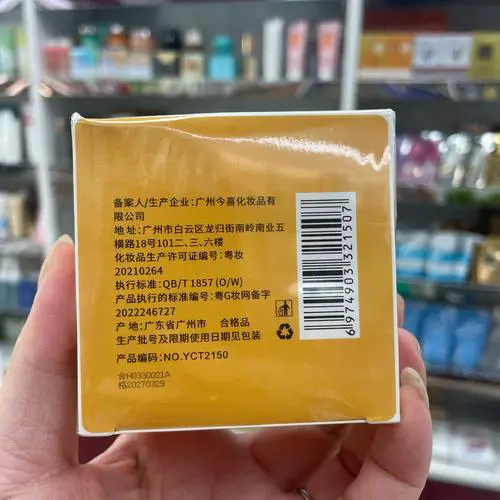 备案人/生产企业:广州今喜化妆品有
限公司
地 址:广州市白云区龙归街南岭南业五
横路18号101二、三、六楼
化妆品生产许可证编号:粤妆
20210264
执行标准:QB/T 1857 (O/W)
产品执行的标准编号:粤G妆网备字
2022246727
产 地:广东省广州市 合格品
生产批号及限期使用日期见包装
产品编码:NO.YCT2150
合H0330021A
格20270329
6974903321507